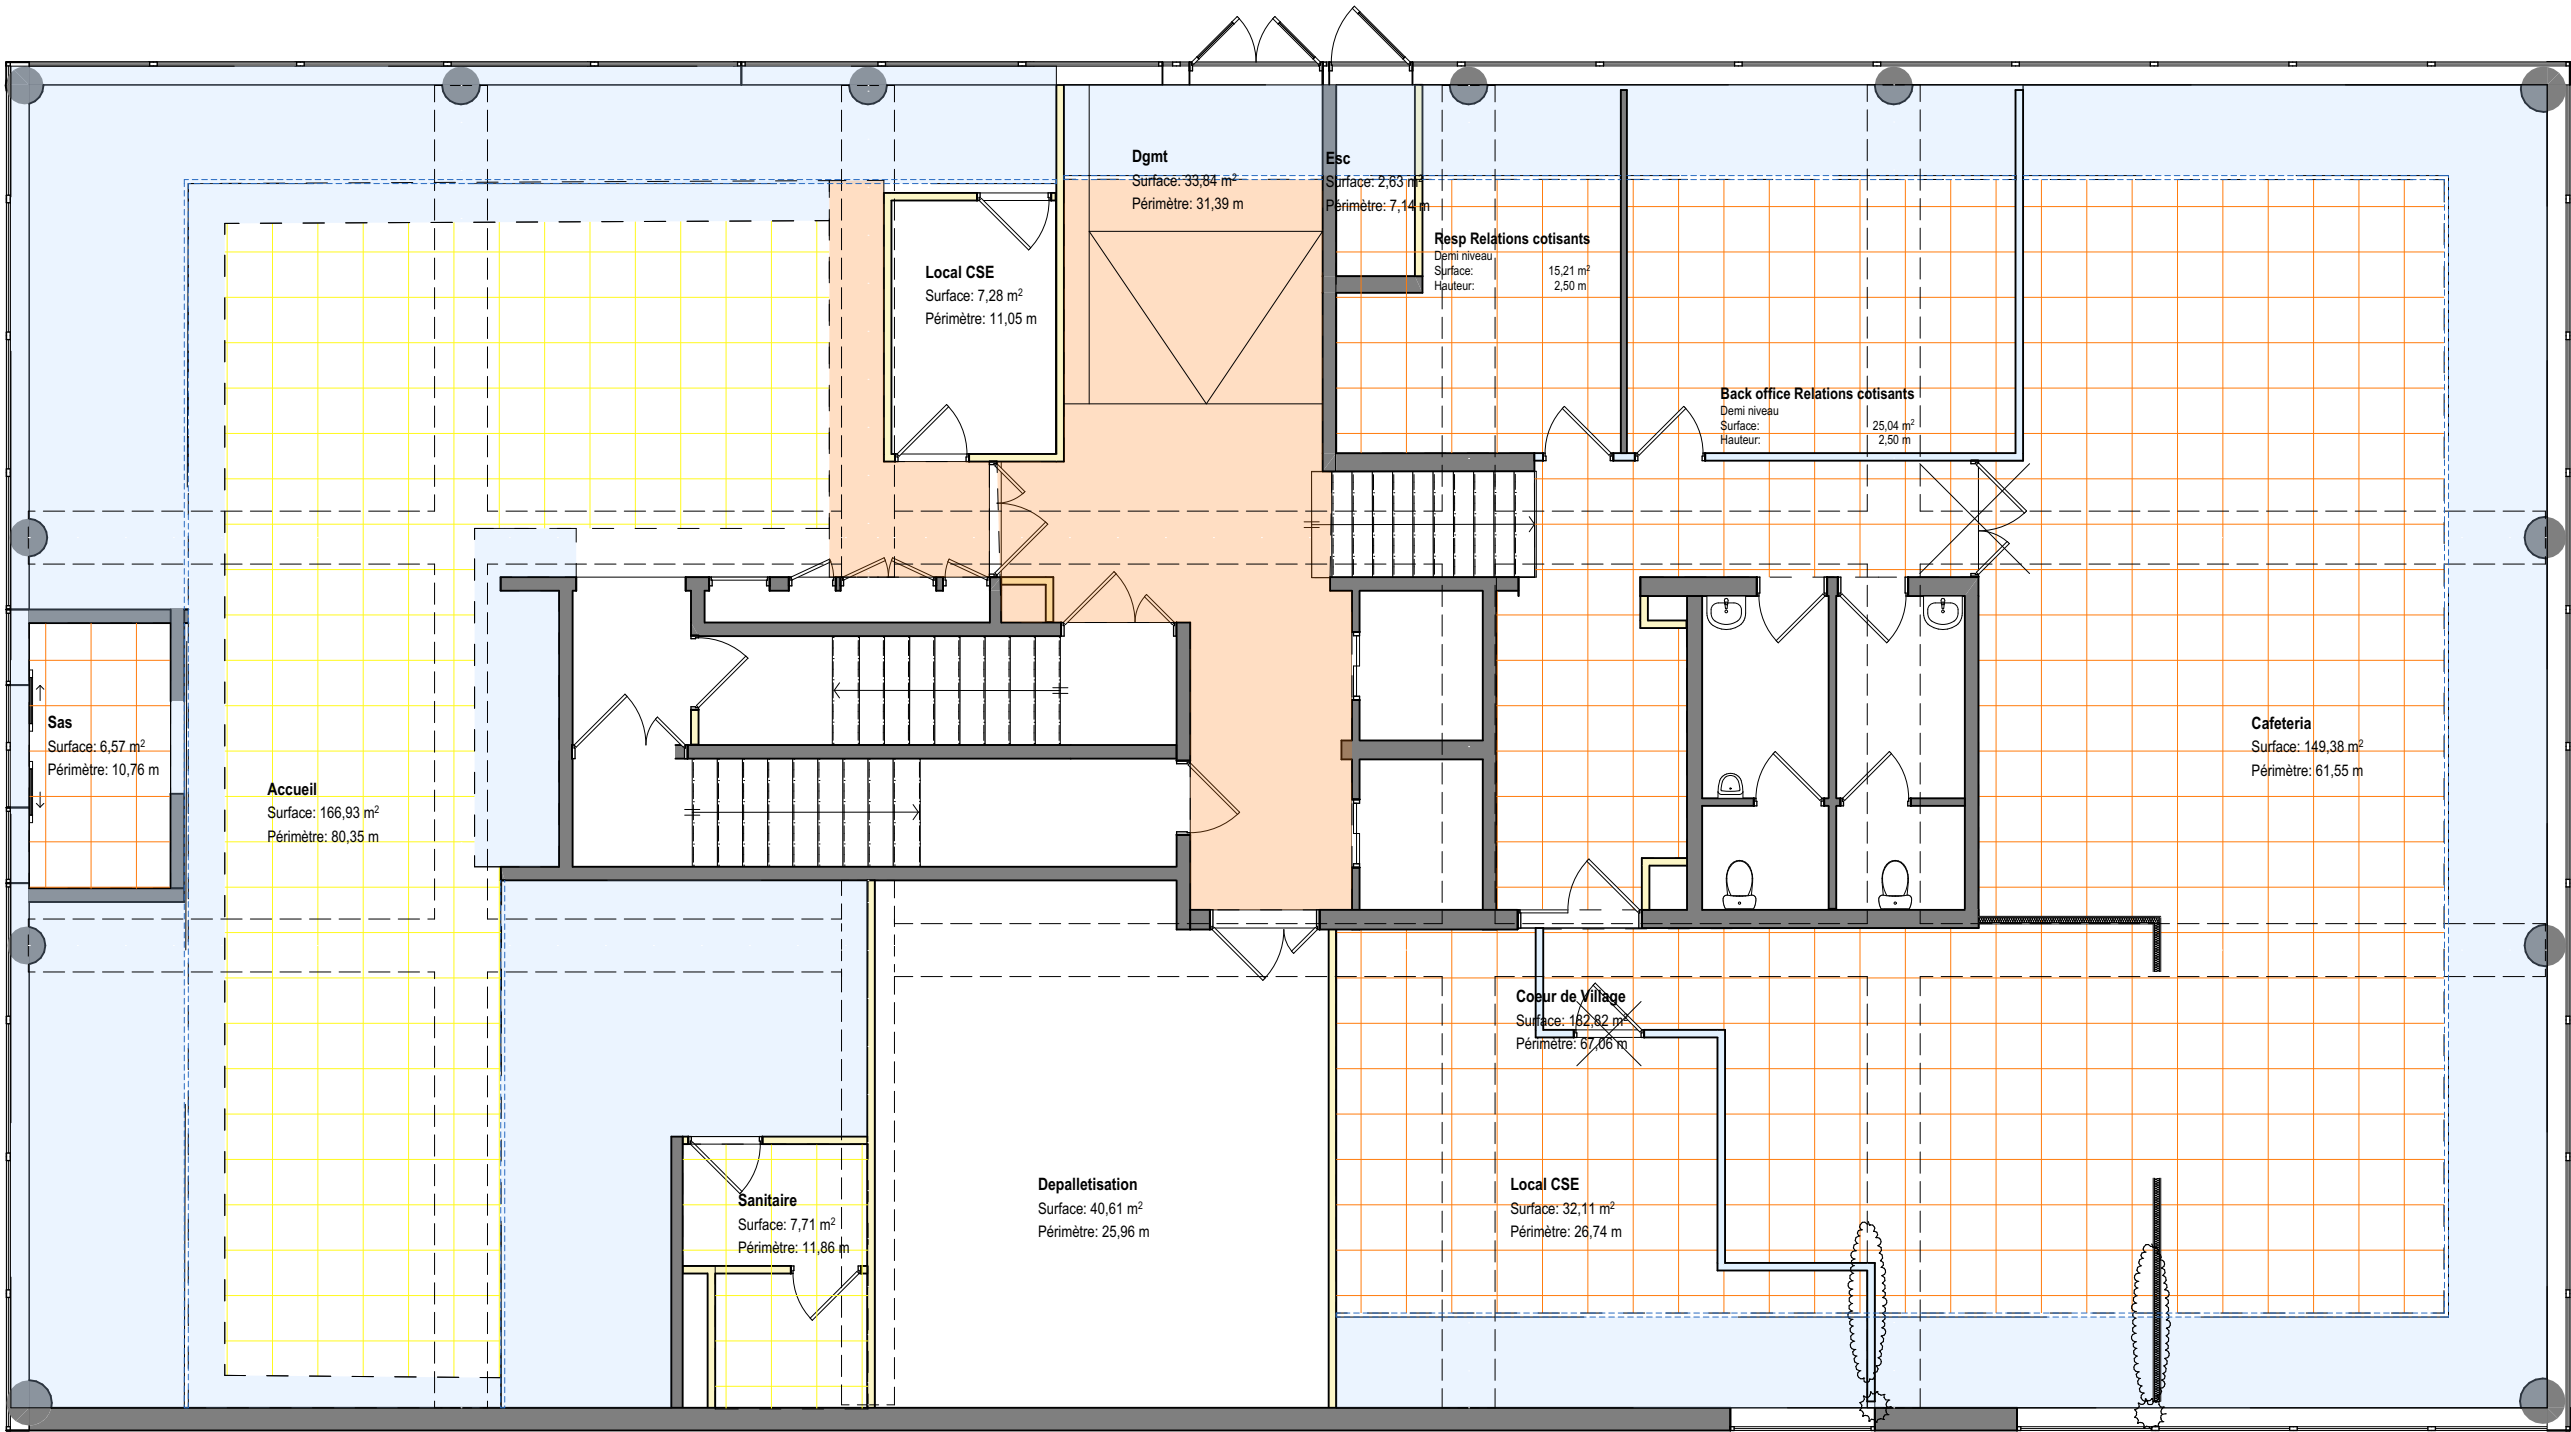 Dgmt
Surface: 33,84 m²
Périmètre: 31,39 m
Esc
Surface: 2,63 m²
Périmètre: 7,14 m
Resp Relations cotisants
Demi niveau
Surface: 15,21 m²
Hauteur: 2,50 m
Local CSE
Surface: 7,28 m²
Périmètre: 11,05 m
Back office Relations cotisants
Demi niveau
Surface: 25,04 m²
Hauteur: 2,50 m
Sas
Surface: 6,57 m²
Périmètre: 10,76 m
Accueil
Surface: 166,93 m²
Périmètre: 80,35 m
Cafeteria
Surface: 149,38 m²
Périmètre: 61,55 m
Coeur de Village
Surface: 182,82 m²
Périmètre: 67,06 m
Sanitaire
Surface: 7,71 m²
Périmètre: 11,86 m
Depalletisation
Surface: 40,61 m²
Périmètre: 25,96 m
Local CSE
Surface: 32,11 m²
Périmètre: 26,74 m